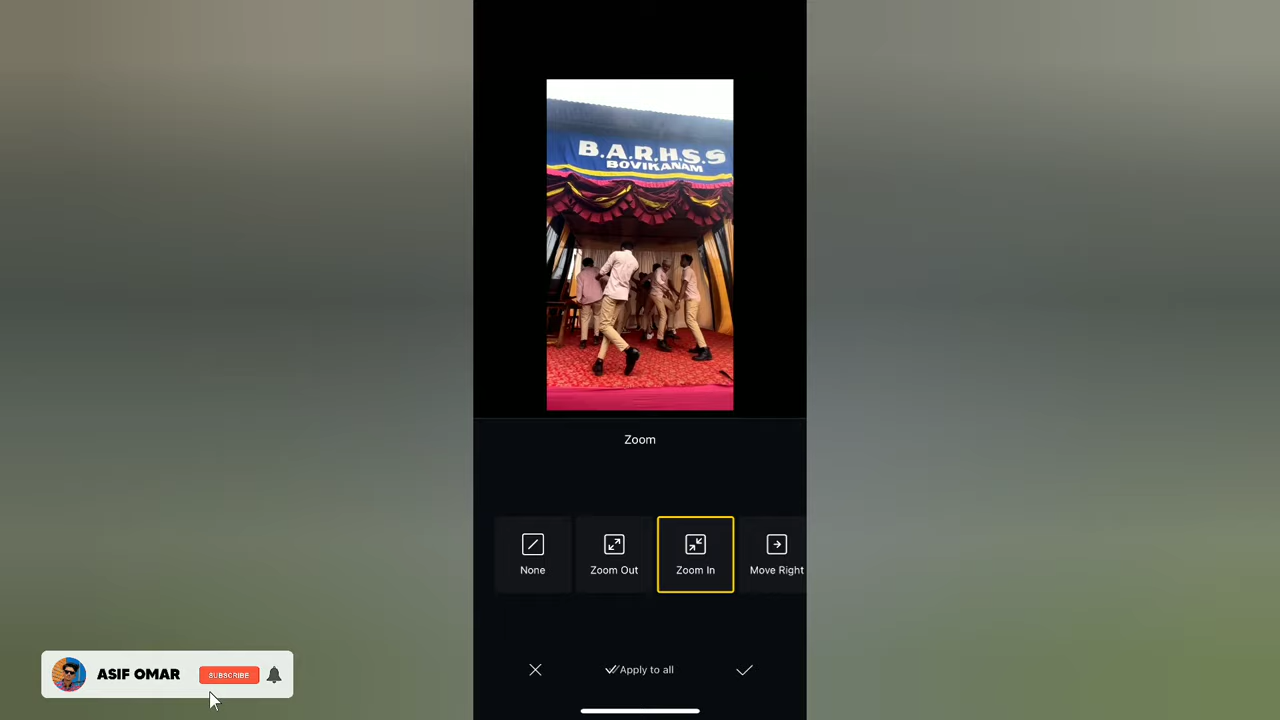 B.A.R.H.S.S
BOVIKANAM
Zoom
None
Zoom Out
Zoom In
Move Right
Apply to all
ASIF OMAR
SUBSCRIBE